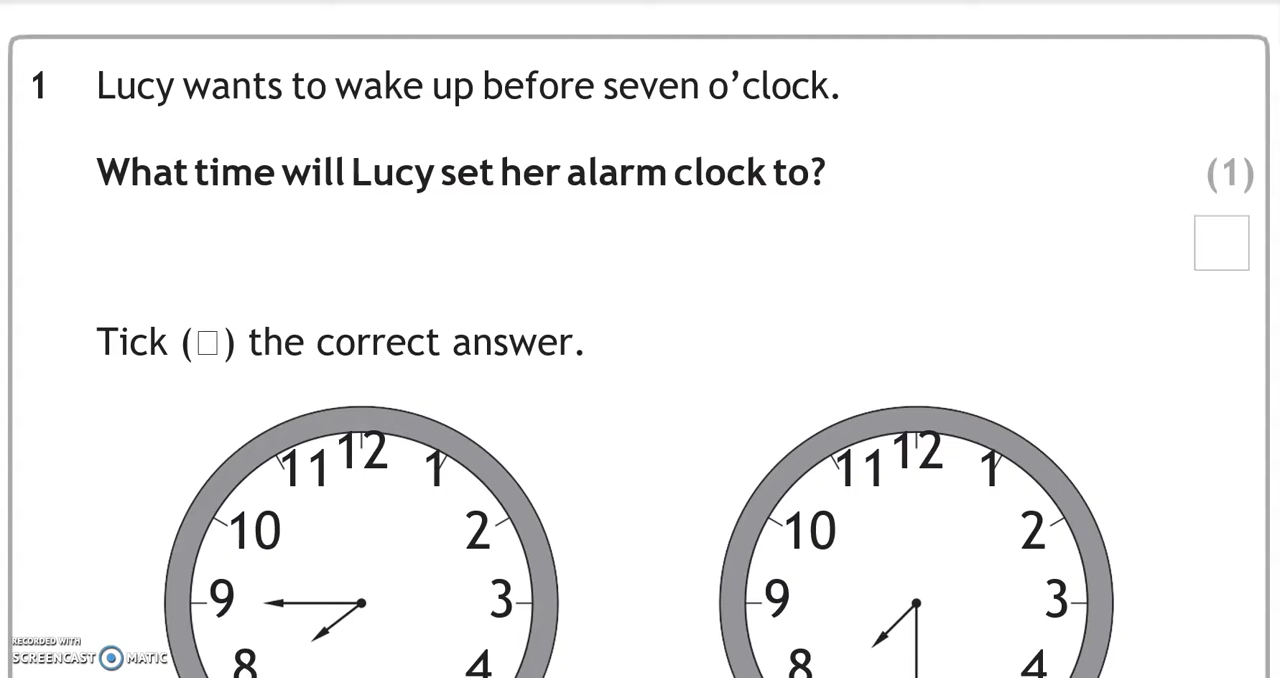 1 Lucy wants to wake up before seven o’clock.
What time will Lucy set her alarm clock to? (1)
Tick (□) the correct answer.
12 12
11 1 11 1
10 2 10 2
9 3 9 3
8 4 8 4
RECORDED WITH
SCREENCAST MATIC